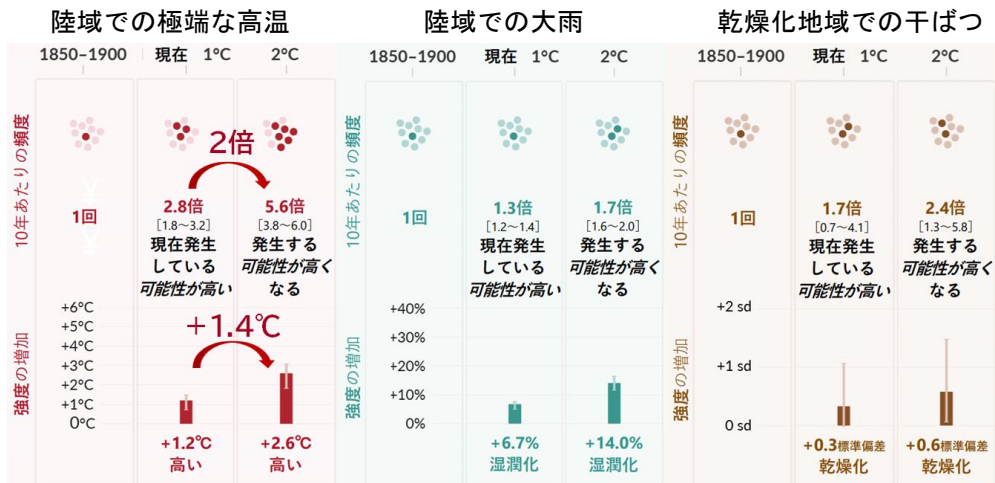 陸域での極端な高温
1850–1900
現在 1℃
2℃
10年あたりの頻度
2倍
1回
2.8倍
[1.8〜3.2]
現在発生
している
可能性が高い
5.6倍
[3.8〜6.0]
発生する
可能性が高く
なる
強度の増加
+6℃
+5℃
+4℃
+3℃
+2℃
+1℃
0℃
+1.4℃
+1.2℃
高い
+2.6℃
高い
陸域での大雨
1850–1900
現在 1℃
2℃
10年あたりの頻度
1回
1.3倍
[1.2〜1.4]
現在発生
している
可能性が高い
1.7倍
[1.6〜2.0]
発生する
可能性が高く
なる
強度の増加
+40%
+30%
+20%
+10%
0%
+6.7%
湿潤化
+14.0%
湿潤化
乾燥化地域での干ばつ
1850–1900
現在 1℃
2℃
10年あたりの頻度
1回
1.7倍
[0.7〜4.1]
現在発生
している
可能性が高い
2.4倍
[1.3〜5.8]
発生する
可能性が高く
なる
強度の増加
+2 sd
+1 sd
0 sd
+0.3標準偏差
乾燥化
+0.6標準偏差
乾燥化